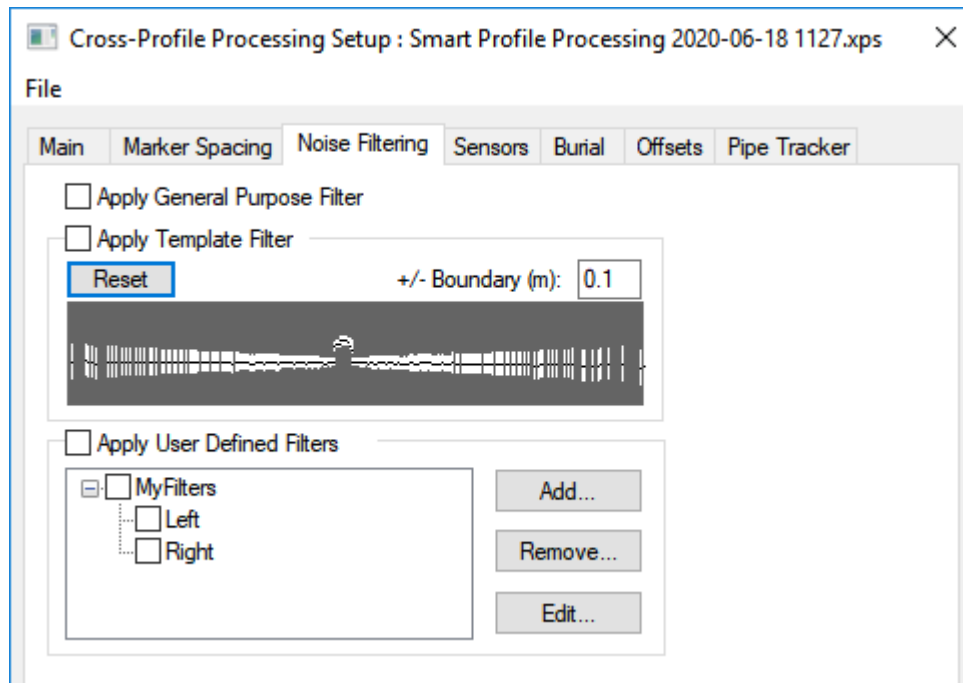 Cross-Profile Processing Setup : Smart Profile Processing 2020-06-18 1127.xps
File
Main Marker Spacing Noise Filtering Sensors Burial Offsets Pipe Tracker
Apply General Purpose Filter
Apply Template Filter
Reset +/- Boundary (m): 0.1
Apply User Defined Filters
MyFilters Add...
Left
Right Remove...
Edit...